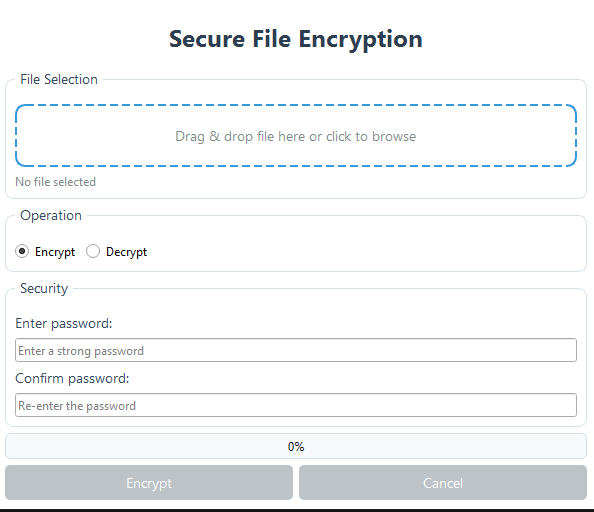 Secure File Encryption
File Selection
Drag & drop file here or click to browse
No file selected
Operation
Encrypt Decrypt
Security
Enter password:
Enter a strong password
Confirm password:
Re-enter the password
0%
Encrypt Cancel